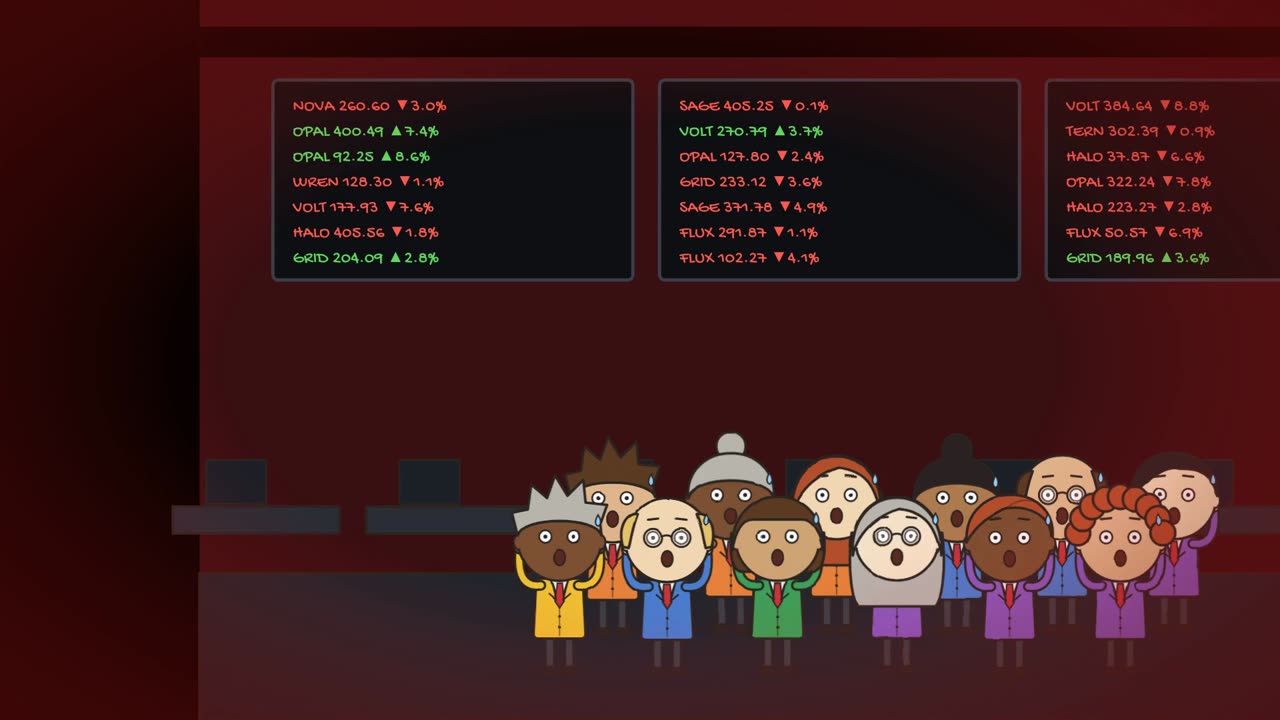 NOVA 260.60 ▼3.0%
OPAL 400.49 ▲7.4%
OPAL 92.25 ▲8.6%
WREN 128.30 ▼1.1%
VOLT 177.93 ▼7.6%
HALO 405.56 ▼1.8%
GRID 204.09 ▲2.8%
SAGE 405.25 ▼0.1%
VOLT 270.79 ▲3.7%
OPAL 127.80 ▼2.4%
GRID 233.12 ▼3.6%
SAGE 371.78 ▼4.9%
FLUX 291.87 ▼1.1%
FLUX 102.27 ▼4.1%
VOLT 384.64 ▼8.8%
TERN 302.39 ▼0.9%
HALO 37.87 ▼6.6%
OPAL 322.24 ▼7.8%
HALO 223.27 ▼2.8%
FLUX 50.57 ▼6.9%
GRID 189.96 ▲3.6%